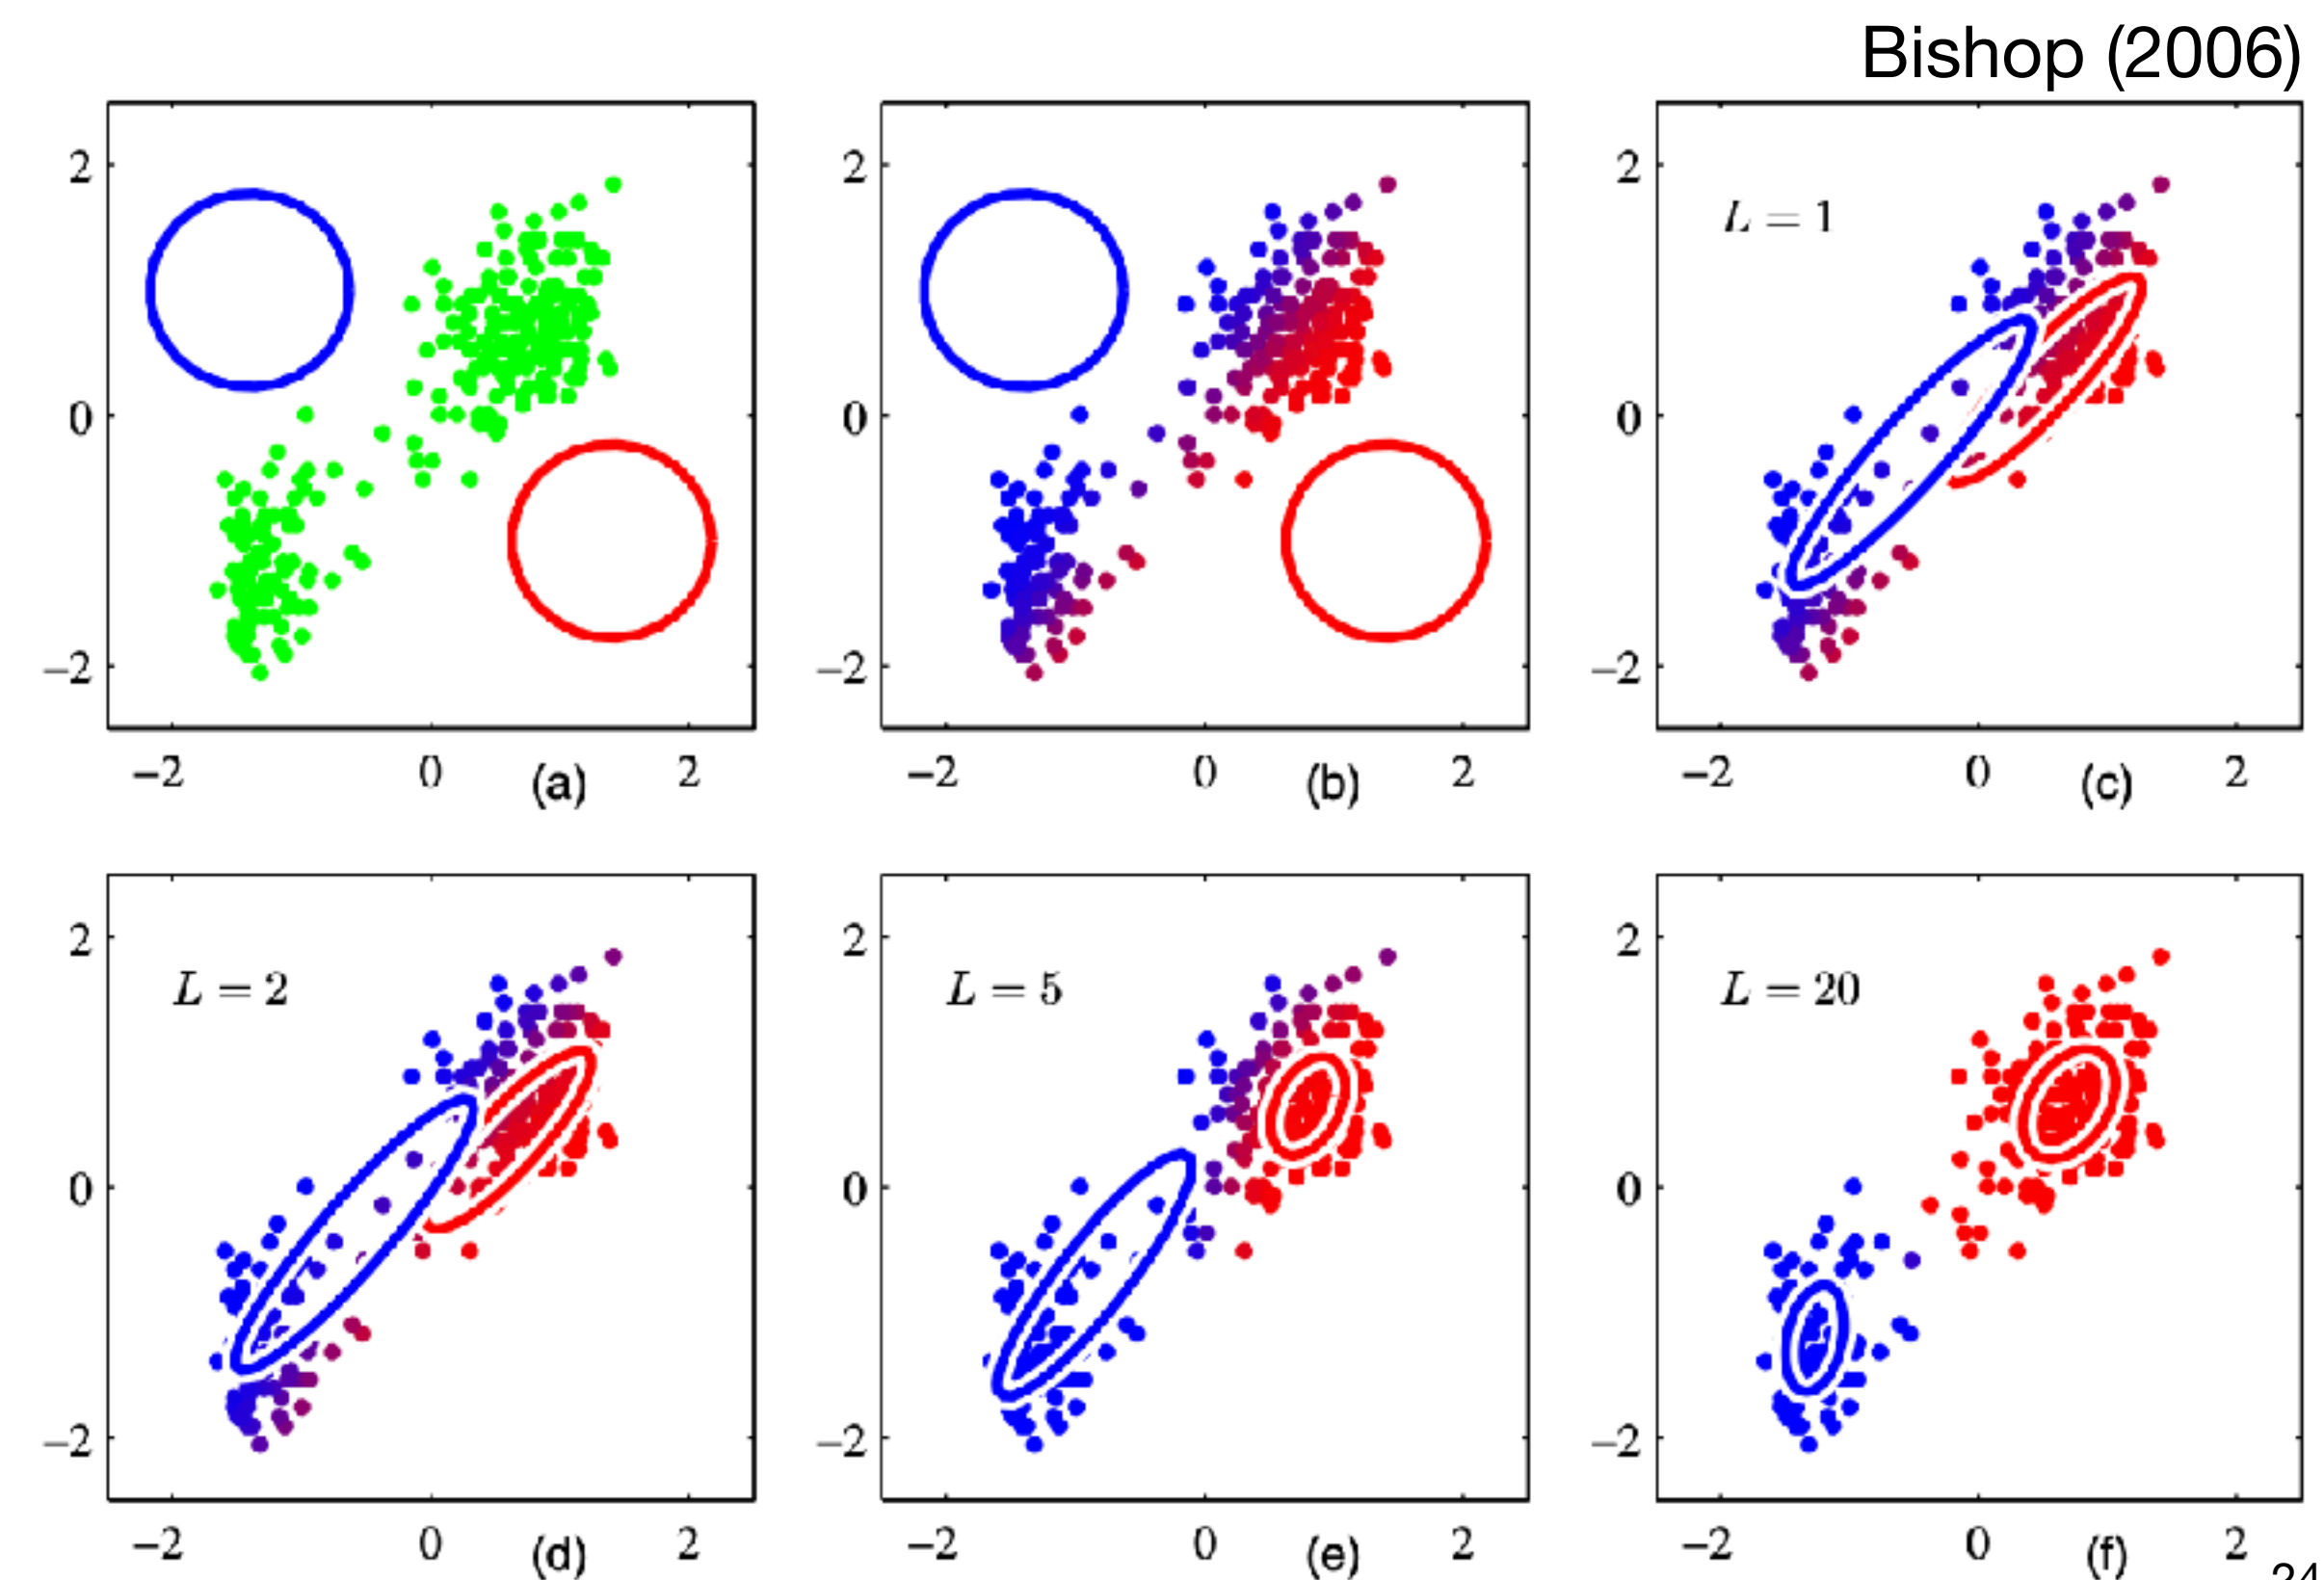 Bishop (2006)
2
0
−2
−2 0 (a) 2
2
0
−2
−2 0 (b) 2
L = 1
2
0
−2
−2 0 (c) 2
L = 2
2
0
−2
−2 0 (d) 2
L = 5
2
0
−2
−2 0 (e) 2
L = 20
2
0
−2
−2 0 (f) 2
24